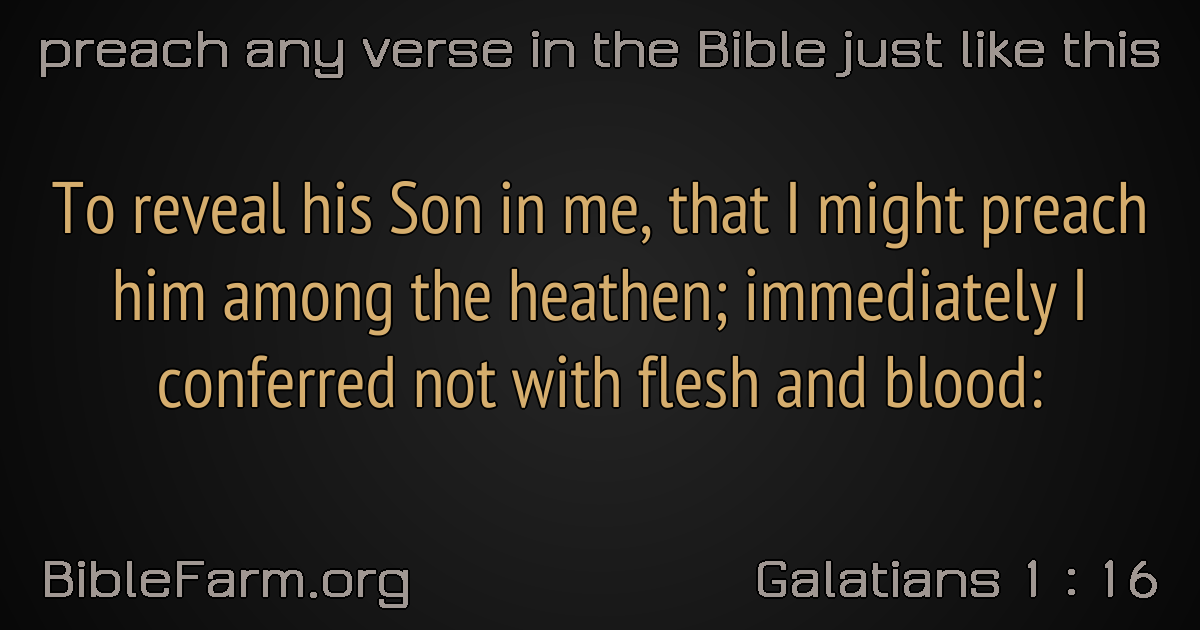 preach any verse in the Bible just like this
To reveal his Son in me, that I might preach
him among the heathen; immediately I
conferred not with flesh and blood:
BibleFarm.org
Galatians 1 : 16